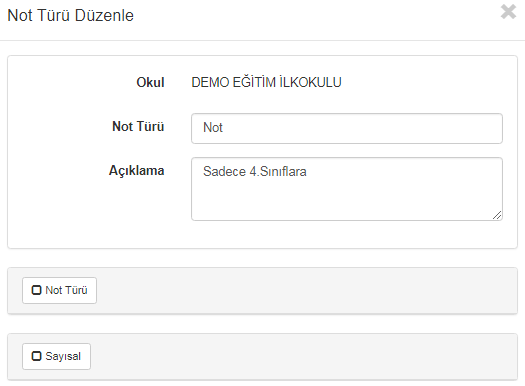 Not Türü Düzenle
Okul DEMO EĞİTİM İLKOKULU
Not Türü Not
Açıklama Sadece 4.Sınıflara
Not Türü
Sayısal